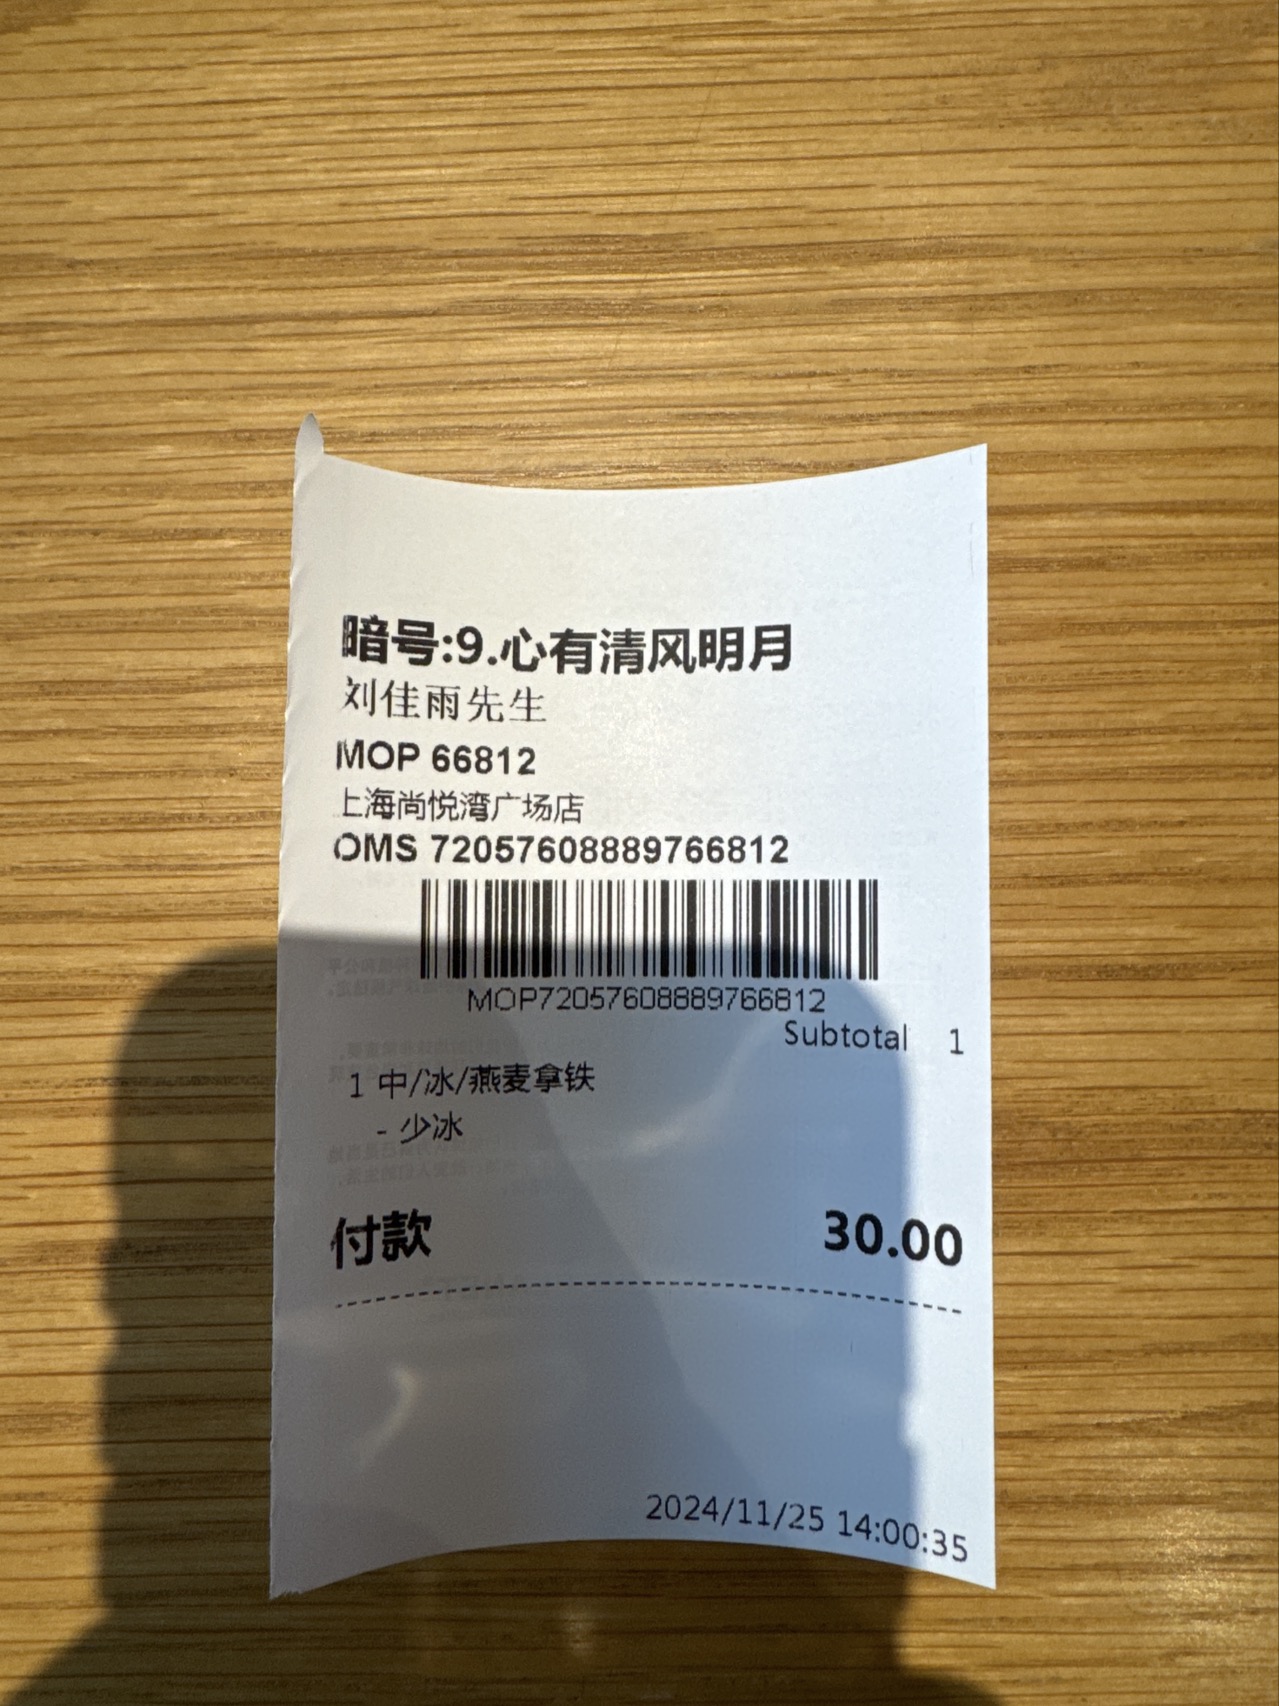 暗号:9.心有清风明月
刘佳雨先生
MOP 66812
上海尚悦湾广场店
OMS 72057608889766812
MOP72057608889766812
Subtotal 1
1 中/冰/燕麦拿铁
- 少冰
付款 30.00
2024/11/25 14:00:35